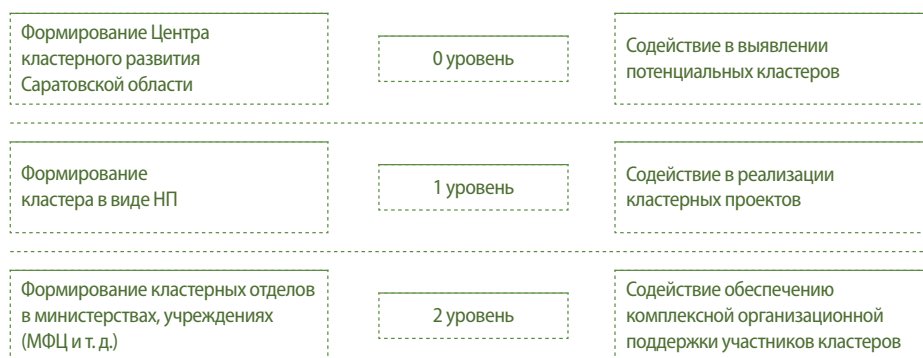 Формирование Центра
кластерного развития
Саратовской области
0 уровень
Содействие в выявлении
потенциальных кластеров
Формирование
кластера в виде НП
1 уровень
Содействие в реализации
кластерных проектов
Формирование кластерных отделов
в министерствах, учреждениях
(МФЦ и т. д.)
2 уровень
Содействие обеспечению
комплексной организационной
поддержки участников кластеров